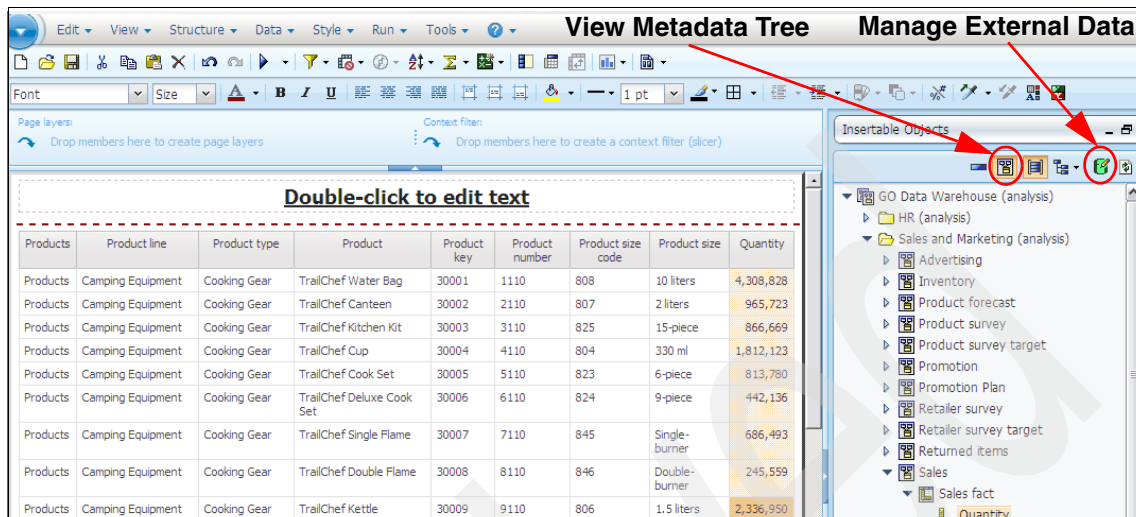 View Metadata Tree Manage External Data
Edit View Structure Data Style Run Tools
Font Size A B I U 1 pt
Page layers: Context filter:
Drop members here to create page layers Drop members here to create a context filter (slicer)
Insertable Objects
Double-click to edit text
GO Data Warehouse (analysis)
HR (analysis)
Sales and Marketing (analysis)
Advertising
Inventory
Product forecast
Product survey
Product survey target
Promotion
Promotion Plan
Retailer survey
Retailer survey target
Returned items
Sales
Sales fact
Quantity
Products Product line Product type Product Product key Product number Product size code Product size Quantity
Products Camping Equipment Cooking Gear TrailChef Water Bag 30001 1110 808 10 liters 4,308,828
Products Camping Equipment Cooking Gear TrailChef Canteen 30002 2110 807 2 liters 965,723
Products Camping Equipment Cooking Gear TrailChef Kitchen Kit 30003 3110 825 15-piece 866,669
Products Camping Equipment Cooking Gear TrailChef Cup 30004 4110 804 330 ml 1,812,123
Products Camping Equipment Cooking Gear TrailChef Cook Set 30005 5110 823 6-piece 813,780
Products Camping Equipment Cooking Gear TrailChef Deluxe Cook Set 30006 6110 824 9-piece 442,136
Products Camping Equipment Cooking Gear TrailChef Single Flame 30007 7110 845 Single-burner 686,493
Products Camping Equipment Cooking Gear TrailChef Double Flame 30008 8110 846 Double-burner 245,559
Products Camping Equipment Cooking Gear TrailChef Kettle 30009 9110 806 1.5 liters 2,336,950